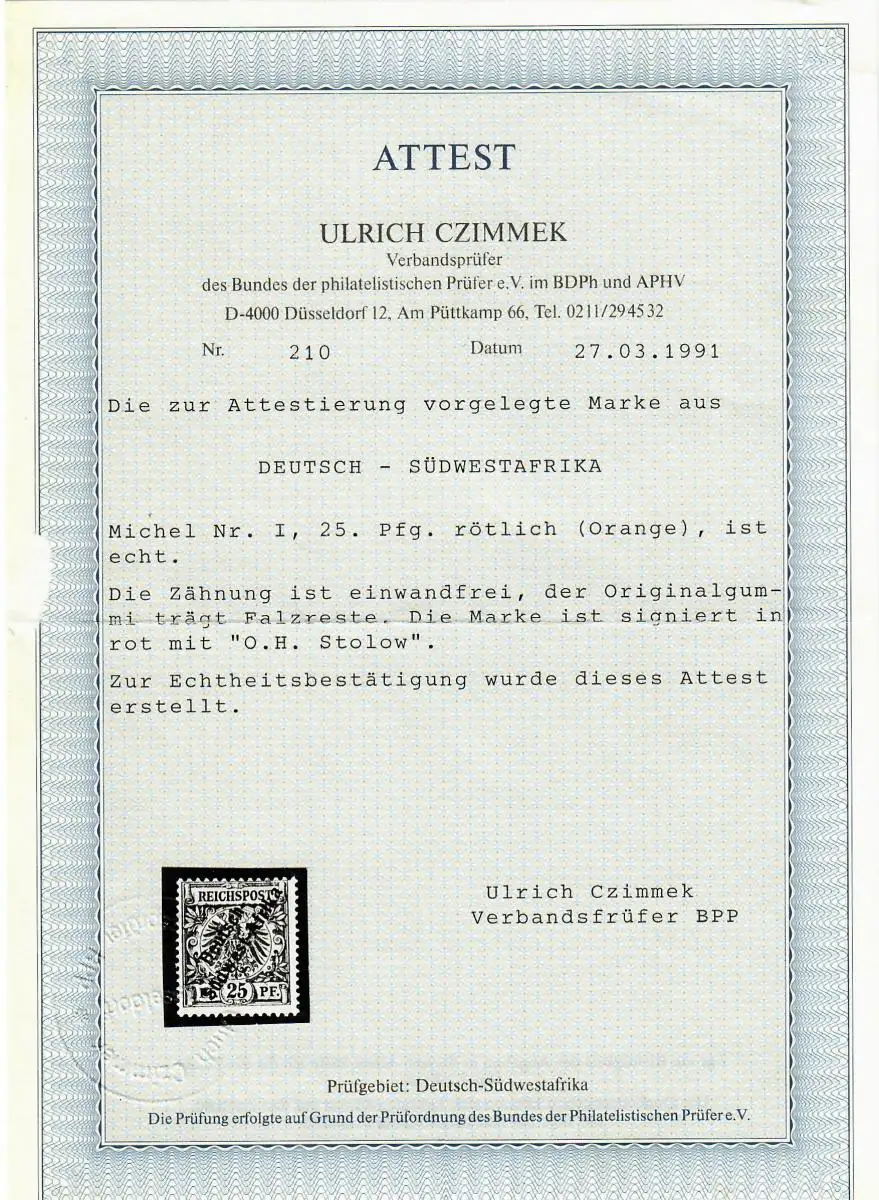 ATTEST
ULRICH CZIMMEK
Verbandsprüfer
des Bundes der philatelistischen Prüfer e.V. im BDPh und APHV
D-4000 Düsseldorf 12, Am Püttkamp 66, Tel. 0211/294532
Nr. 210 Datum 27.03.1991
Die zur Attestierung vorgelegte Marke aus
DEUTSCH - SÜDWESTAFRIKA
Michel Nr. I, 25. Pfg. rötlich (Orange), ist
echt.
Die Zähnung ist einwandfrei, der Originalgum-
mi trägt Falzreste. Die Marke ist signiert in
rot mit "O.H. Stolow".
Zur Echtheitsbestätigung wurde dieses Attest
erstellt.
REICHSPOST
Deutsch-
Südwest-Afrika
25 PF.
Ulrich Czimmek
Verbandsfrüfer BPP
Prüfgebiet: Deutsch-Südwestafrika
Die Prüfung erfolgte auf Grund der Prüfordnung des Bundes der Philatelistischen Prüfer e.V.